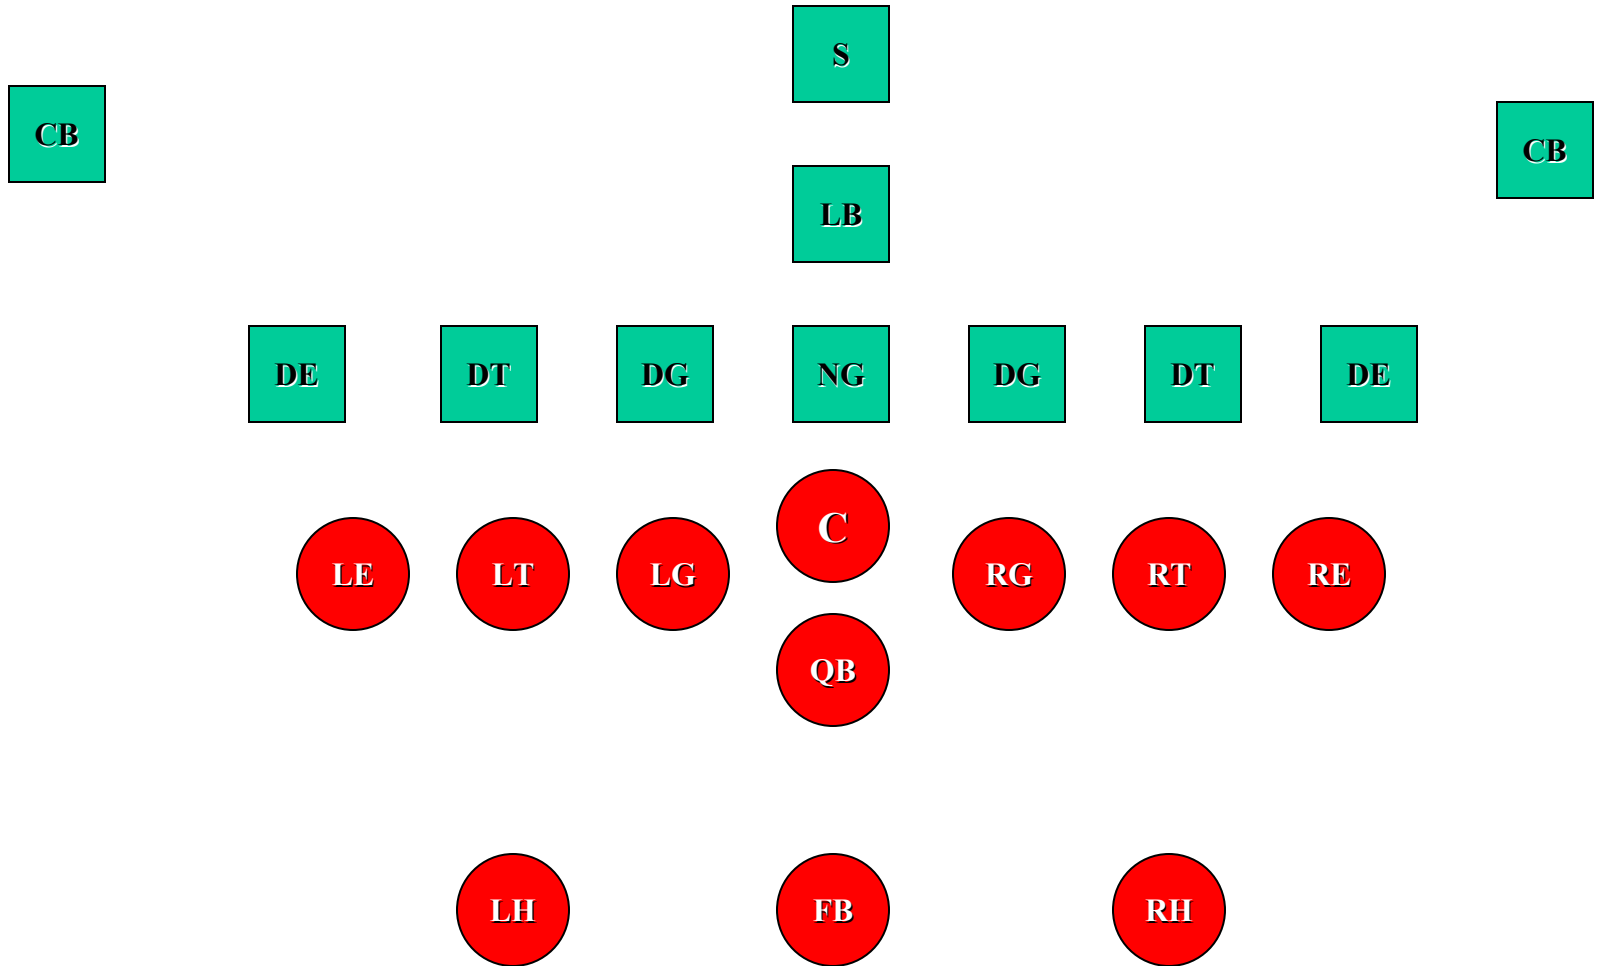 S
CB
CB
LB
DE DT DG NG DG DT DE
C
LE LT LG RG RT RE
QB
LH FB RH